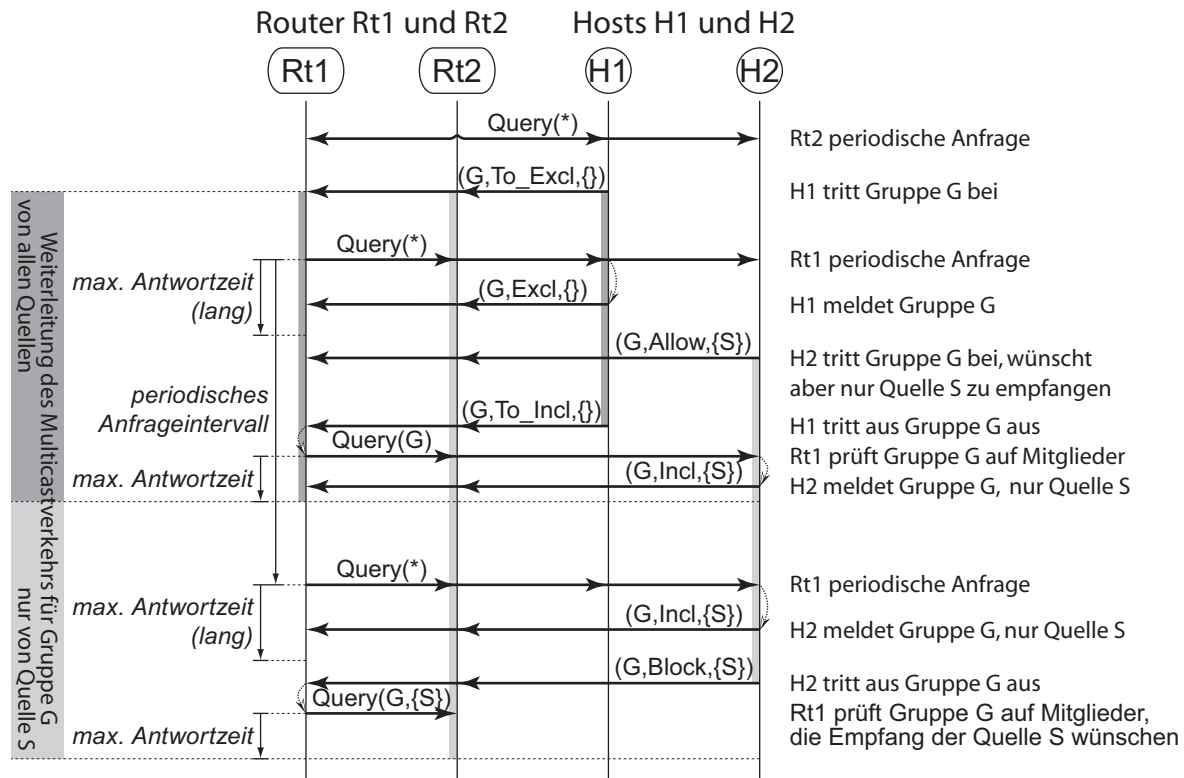 Router Rt1 und Rt2
Hosts H1 und H2
Rt1
Rt2
H1
H2
Query(*)
Rt2 periodische Anfrage
(G,To_Excl,{})
H1 tritt Gruppe G bei
Query(*)
Rt1 periodische Anfrage
max. Antwortzeit
(lang)
(G,Excl,{})
H1 meldet Gruppe G
(G,Allow,{S})
H2 tritt Gruppe G bei, wünscht
aber nur Quelle S zu empfangen
periodisches
Anfrageintervall
(G,To_Incl,{})
H1 tritt aus Gruppe G aus
Query(G)
Rt1 prüft Gruppe G auf Mitglieder
max. Antwortzeit
(G,Incl,{S})
H2 meldet Gruppe G, nur Quelle S
Query(*)
Rt1 periodische Anfrage
max. Antwortzeit
(lang)
(G,Incl,{S})
H2 meldet Gruppe G, nur Quelle S
(G,Block,{S})
H2 tritt aus Gruppe G aus
Query(G,{S})
Rt1 prüft Gruppe G auf Mitglieder,
die Empfang der Quelle S wünschen
max. Antwortzeit
Weiterleitung des Multicastverkehrs für Gruppe G
von allen Quellen
nur von Quelle S